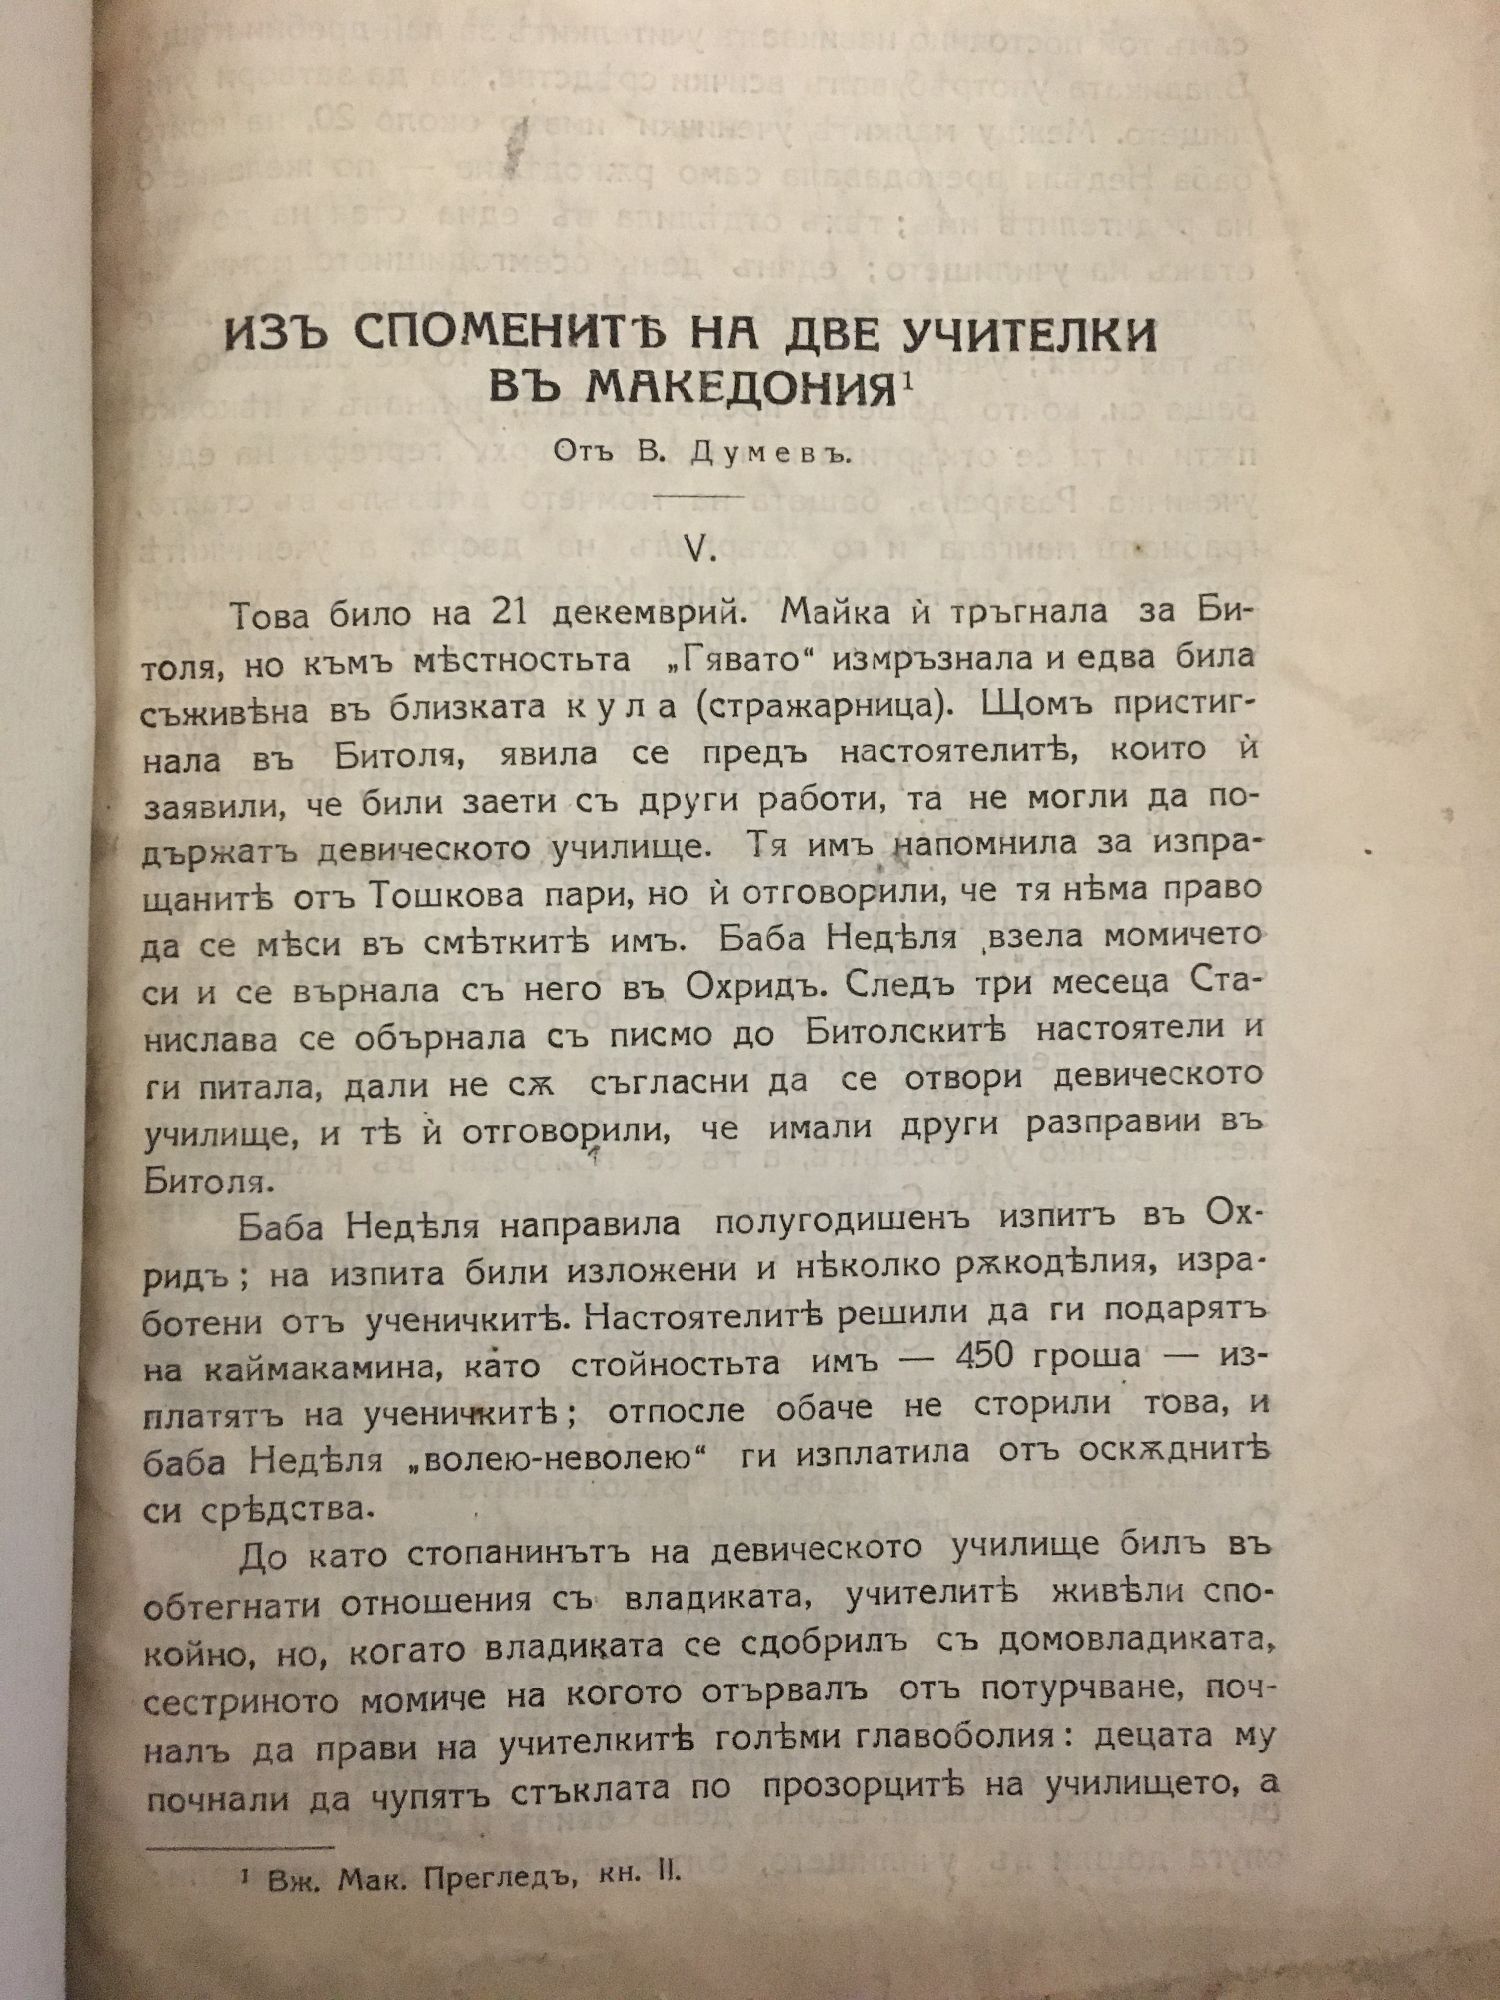 ИЗЪ СПОМЕНИТѢ НА ДВЕ УЧИТЕЛКИ
ВЪ МАКЕДОНИЯ¹
Отъ В. Думевъ.
V.
Това било на 21 декемврий. Майка ѝ тръгнала за Би-
толя, но къмъ мѣстностьта „Гявато“ измръзнала и едва била
съживѣна въ близката кула (стражарница). Щомъ пристиг-
нала въ Битоля, явила се предъ настоятелитѣ, които ѝ
заявили, че били заети съ други работи, та не могли да по-
държатъ девическото училище. Тя имъ напомнила за изпра-
щанитѣ отъ Тошкова пари, но ѝ отговорили, че тя нѣма право
да се мѣси въ смѣткитѣ имъ. Баба Недѣля взела момичето
си и се върнала съ него въ Охридъ. Следъ три месеца Ста-
нислава се обърнала съ писмо до Битолскитѣ настоятели и
ги питала, дали не сѫ съгласни да се отвори девическото
училище, и тѣ ѝ отговорили, че имали други разправии въ
Битоля.
Баба Недѣля направила полугодишенъ изпитъ въ Ох-
ридъ; на изпита били изложени и нѣколко рѫкодѣлия, изра-
ботени отъ ученичкитѣ. Настоятелитѣ решили да ги подарятъ
на каймакамина, като стойностьта имъ — 450 гроша — из-
платятъ на ученичкитѣ; отпосле обаче не сторили това, и
баба Недѣля „волею-неволею“ ги изплатила отъ оскѫднитѣ
си срѣдства.
До като стопанинътъ на девическото училище билъ въ
обтегнати отношения съ владиката, учителитѣ живѣли спо-
койно, но, когато владиката се сдобрилъ съ домовладиката,
сестриното момиче на когото отървалъ отъ потурчване, поч-
налъ да прави на учителкитѣ голѣми главоболия: децата му
почнали да чупятъ стъклата по прозорцитѣ на училището, а
¹ Вж. Мак. Прегледъ, кн. II.